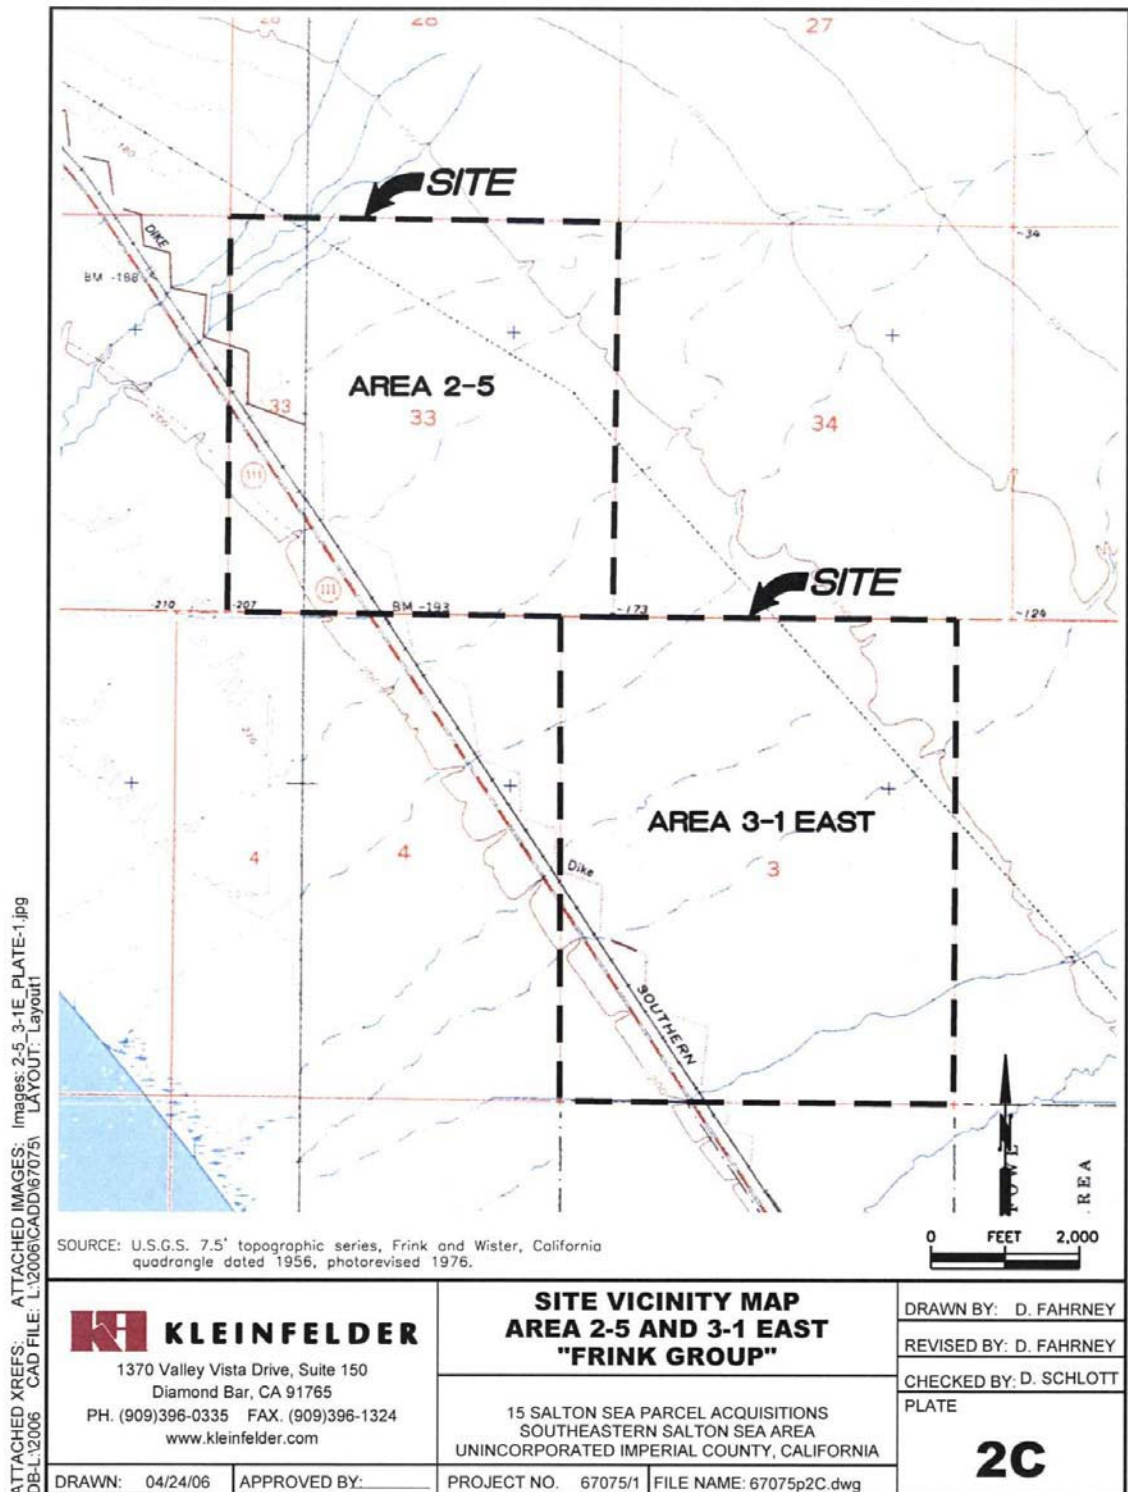 28
27
180
SITE
DIKE
-34
BM -188
AREA 2-5
33
33
34
200
111
SITE
111
-210
-207
BM -193
-173
-124
210
AREA 3-1 EAST
4
4
3
Dike
SOUTHERN
200
REA
0 FEET 2,000
SOURCE: U.S.G.S. 7.5' topographic series, Frink and Wister, California
quadrangle dated 1956, photorevised 1976.
KLEINFELDER
1370 Valley Vista Drive, Suite 150
Diamond Bar, CA 91765
PH. (909)396-0335 FAX. (909)396-1324
www.kleinfelder.com
DRAWN: 04/24/06 APPROVED BY:
SITE VICINITY MAP
AREA 2-5 AND 3-1 EAST
"FRINK GROUP"
15 SALTON SEA PARCEL ACQUISITIONS
SOUTHEASTERN SALTON SEA AREA
UNINCORPORATED IMPERIAL COUNTY, CALIFORNIA
PROJECT NO. 67075/1 FILE NAME: 67075p2C.dwg
DRAWN BY: D. FAHRNEY
REVISED BY: D. FAHRNEY
CHECKED BY: D. SCHLOTT
PLATE
2C
ATTACHED XREFS: ATTACHED IMAGES: Images: 2-5_3-1E_PLATE-1.jpg
DB-L:\2006 CAD FILE: L:\2006\CADD\67075\ LAYOUT: Layout1